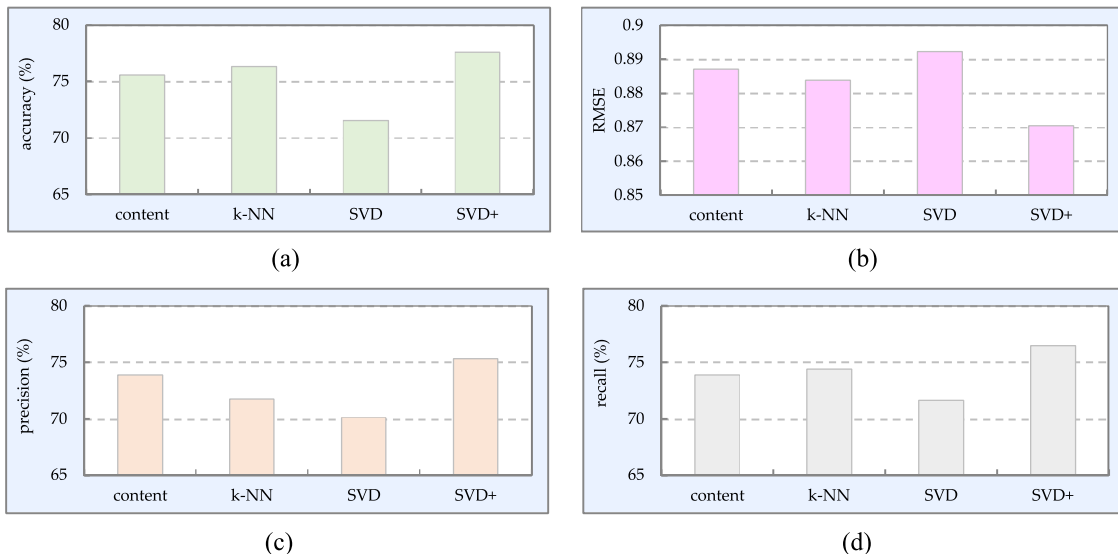 80
75
70
65
accuracy (%)
content k-NN SVD SVD+
(a)
0.9
0.89
0.88
0.87
0.86
0.85
RMSE
content k-NN SVD SVD+
(b)
80
75
70
65
precision (%)
content k-NN SVD SVD+
(c)
80
75
70
65
recall (%)
content k-NN SVD SVD+
(d)